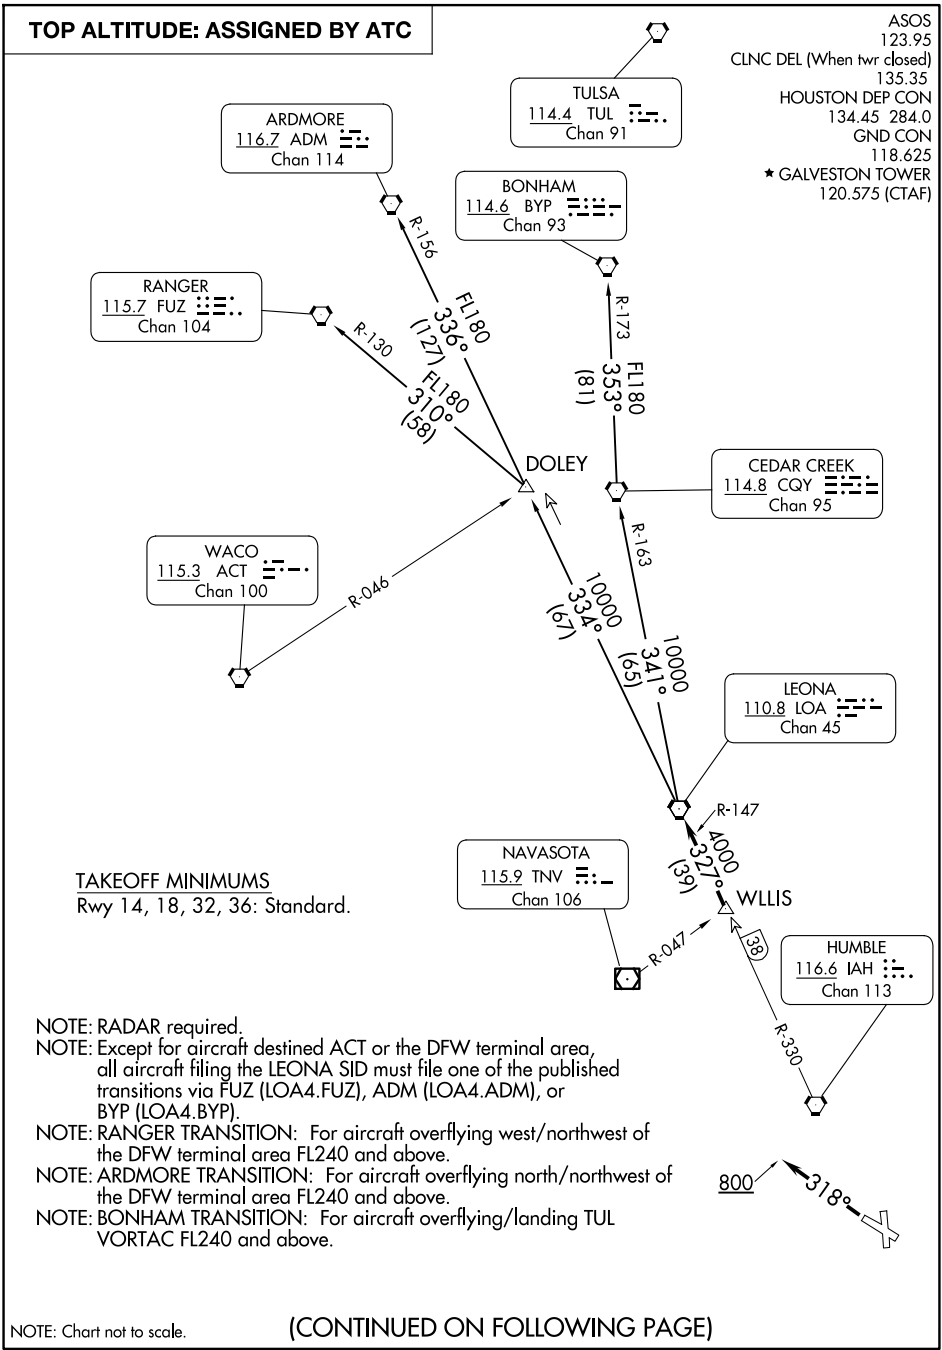 TOP ALTITUDE: ASSIGNED BY ATC
ASOS
123.95
CLNC DEL (When twr closed)
135.35
HOUSTON DEP CON
134.45 284.0
GND CON
118.625
★ GALVESTON TOWER
120.575 (CTAF)
TULSA
114.4 TUL
Chan 91
ARDMORE
116.7 ADM
Chan 114
BONHAM
114.6 BYP
Chan 93
R-156
RANGER
115.7 FUZ
Chan 104
R-130
R-173
FL180
336°
(127)
FL180
310°
(58)
FL180
353°
(81)
DOLEY
CEDAR CREEK
114.8 CQY
Chan 95
WACO
115.3 ACT
Chan 100
R-046
R-163
10000
334°
(67)
10000
341°
(65)
LEONA
110.8 LOA
Chan 45
R-147
4000
327°
(39)
NAVASOTA
115.9 TNV
Chan 106
WLLIS
R-047
38
HUMBLE
116.6 IAH
Chan 113
R-330
TAKEOFF MINIMUMS
Rwy 14, 18, 32, 36: Standard.
NOTE: RADAR required.
NOTE: Except for aircraft destined ACT or the DFW terminal area,
all aircraft filing the LEONA SID must file one of the published
transitions via FUZ (LOA4.FUZ), ADM (LOA4.ADM), or
BYP (LOA4.BYP).
NOTE: RANGER TRANSITION: For aircraft overflying west/northwest of
the DFW terminal area FL240 and above.
NOTE: ARDMORE TRANSITION: For aircraft overflying north/northwest of
the DFW terminal area FL240 and above.
NOTE: BONHAM TRANSITION: For aircraft overflying/landing TUL
VORTAC FL240 and above.
800
318°
NOTE: Chart not to scale.
(CONTINUED ON FOLLOWING PAGE)